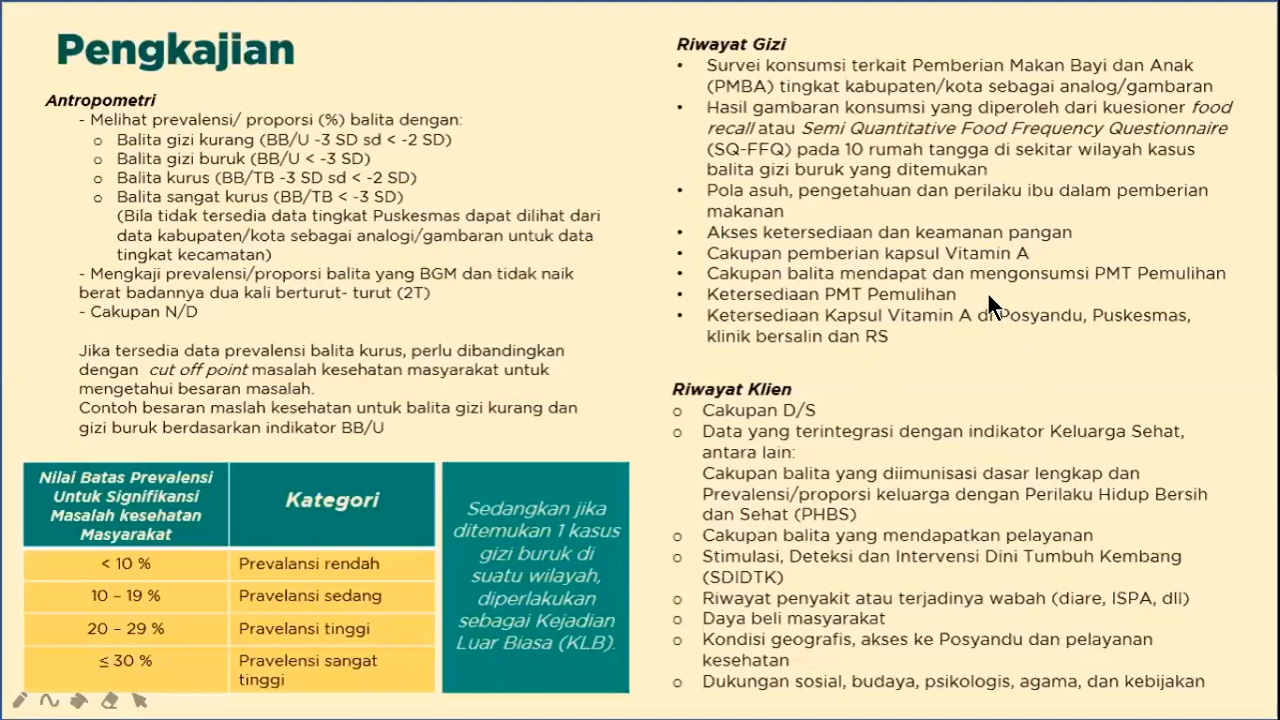 Pengkajian
Antropometri
- Melihat prevalensi/ proporsi (%) balita dengan:
o Balita gizi kurang (BB/U -3 SD sd < -2 SD)
o Balita gizi buruk (BB/U < -3 SD)
o Balita kurus (BB/TB -3 SD sd < -2 SD)
o Balita sangat kurus (BB/TB < -3 SD)
(Bila tidak tersedia data tingkat Puskesmas dapat dilihat dari
data kabupaten/kota sebagai analogi/gambaran untuk data
tingkat kecamatan)
- Mengkaji prevalensi/proporsi balita yang BGM dan tidak naik
berat badannya dua kali berturut- turut (2T)
- Cakupan N/D
Jika tersedia data prevalensi balita kurus, perlu dibandingkan
dengan cut off point masalah kesehatan masyarakat untuk
mengetahui besaran masalah.
Contoh besaran maslah kesehatan untuk balita gizi kurang dan
gizi buruk berdasarkan indikator BB/U
Nilai Batas Prevalensi
Untuk Signifikansi
Masalah kesehatan
Masyarakat
Kategori
< 10 % Prevalansi rendah
10 – 19 % Pravelansi sedang
20 – 29 % Pravelansi tinggi
≤ 30 % Pravelensi sangat
tinggi
Sedangkan jika
ditemukan 1 kasus
gizi buruk di
suatu wilayah,
diperlakukan
sebagai Kejadian
Luar Biasa (KLB).
Riwayat Gizi
• Survei konsumsi terkait Pemberian Makan Bayi dan Anak
(PMBA) tingkat kabupaten/kota sebagai analog/gambaran
• Hasil gambaran konsumsi yang diperoleh dari kuesioner food
recall atau Semi Quantitative Food Frequency Questionnaire
(SQ-FFQ) pada 10 rumah tangga di sekitar wilayah kasus
balita gizi buruk yang ditemukan
• Pola asuh, pengetahuan dan perilaku ibu dalam pemberian
makanan
• Akses ketersediaan dan keamanan pangan
• Cakupan pemberian kapsul Vitamin A
• Cakupan balita mendapat dan mengonsumsi PMT Pemulihan
• Ketersediaan PMT Pemulihan
• Ketersediaan Kapsul Vitamin A di Posyandu, Puskesmas,
klinik bersalin dan RS
Riwayat Klien
o Cakupan D/S
o Data yang terintegrasi dengan indikator Keluarga Sehat,
antara lain:
Cakupan balita yang diimunisasi dasar lengkap dan
Prevalensi/proporsi keluarga dengan Perilaku Hidup Bersih
dan Sehat (PHBS)
o Cakupan balita yang mendapatkan pelayanan
o Stimulasi, Deteksi dan Intervensi Dini Tumbuh Kembang
(SDIDTK)
o Riwayat penyakit atau terjadinya wabah (diare, ISPA, dll)
o Daya beli masyarakat
o Kondisi geografis, akses ke Posyandu dan pelayanan
kesehatan
o Dukungan sosial, budaya, psikologis, agama, dan kebijakan